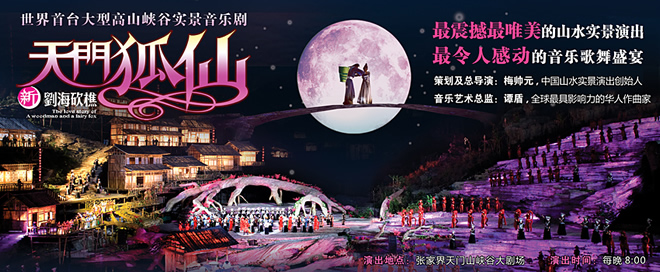 世界首台大型高山峡谷实景音乐剧
天門狐仙
新 劉海砍樵
The love story of
A woodman and a fairy fox
最震撼最唯美的山水实景演出
最令人感动的音乐歌舞盛宴
策划及总导演：梅帅元，中国山水实景演出创始人
音乐艺术总监：谭盾，全球最具影响力的华人作曲家
演出地点：张家界天门山峡谷大剧场 演出时间：每晚 8:00